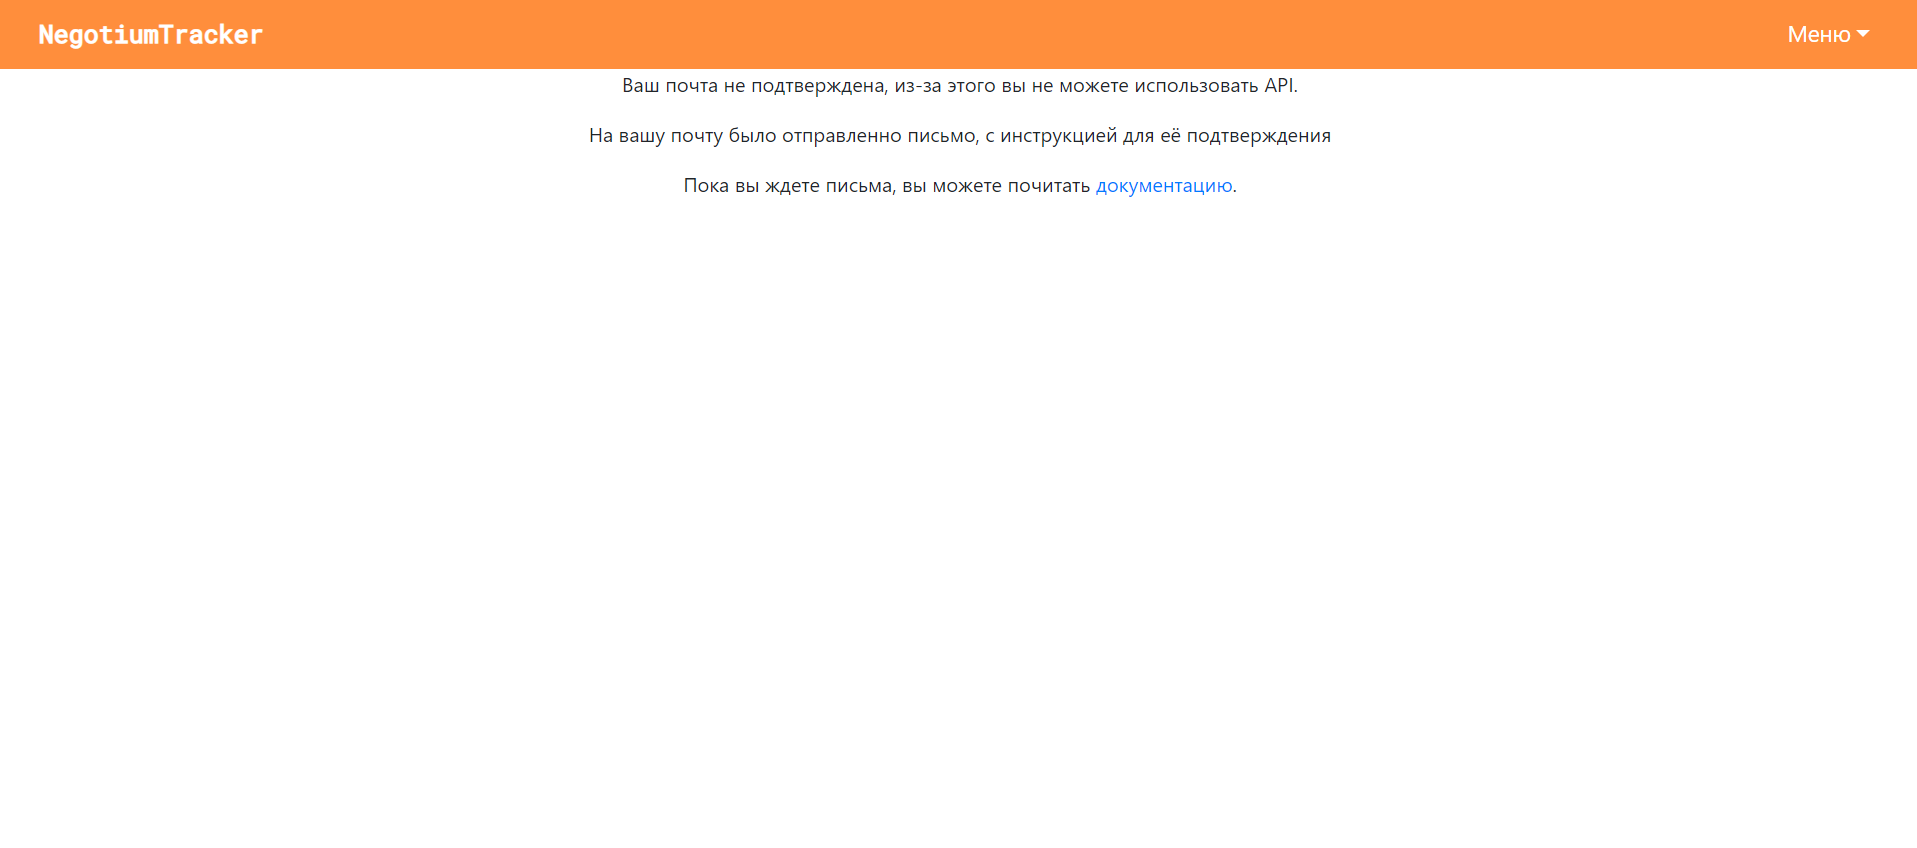 NegotiumTracker
Меню
Ваш почта не подтверждена, из-за этого вы не можете использовать API.
На вашу почту было отправленно письмо, с инструкцией для её подтверждения
Пока вы ждете письма, вы можете почитать документацию.